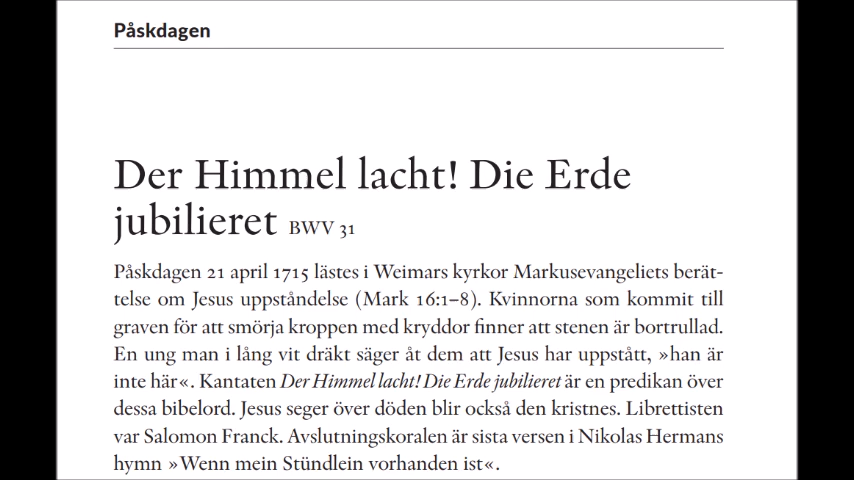 Påskdagen
Der Himmel lacht! Die Erde
jubilieret BWV 31
Påskdagen 21 april 1715 lästes i Weimars kyrkor Markusevangeliets berät-
telse om Jesus uppståndelse (Mark 16:1–8). Kvinnorna som kommit till
graven för att smörja kroppen med kryddor finner att stenen är bortrullad.
En ung man i lång vit dräkt säger åt dem att Jesus har uppstått, »han är
inte här«. Kantaten Der Himmel lacht! Die Erde jubilieret är en predikan över
dessa bibelord. Jesus seger över döden blir också den kristnes. Librettisten
var Salomon Franck. Avslutningskoralen är sista versen i Nikolas Hermans
hymn »Wenn mein Stündlein vorhanden ist«.